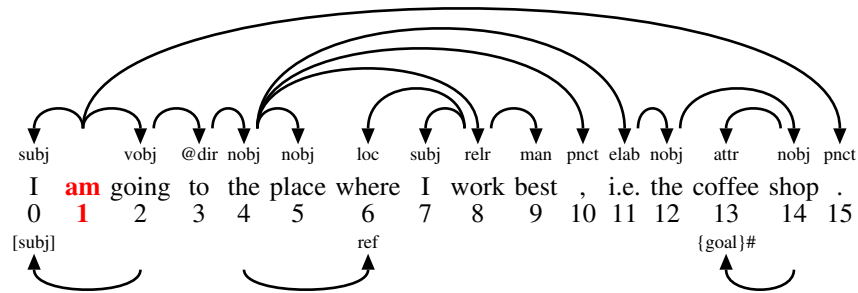 subj vobj @dir nobj nobj loc subj relr man pnct elab nobj attr nobj pnct
I am going to the place where I work best , i.e. the coffee shop .
0 1 2 3 4 5 6 7 8 9 10 11 12 13 14 15
[subj] ref {goal}#